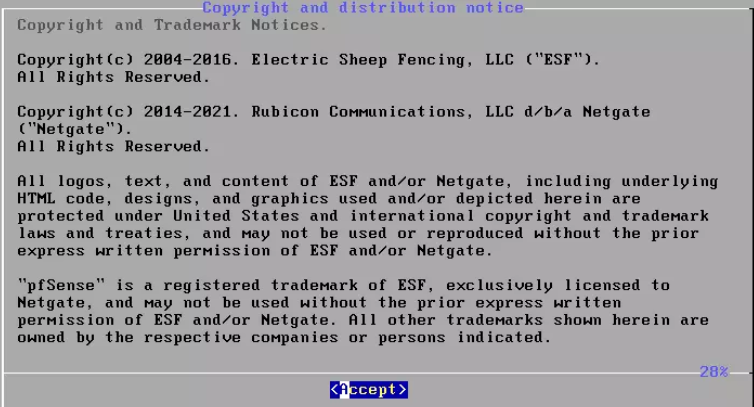 Copyright and distribution notice
Copyright and Trademark Notices.
Copyright(c) 2004-2016. Electric Sheep Fencing, LLC ("ESF").
All Rights Reserved.
Copyright(c) 2014-2021. Rubicon Communications, LLC d/b/a Netgate
("Netgate").
All Rights Reserved.
All logos, text, and content of ESF and/or Netgate, including underlying
HTML code, designs, and graphics used and/or depicted herein are
protected under United States and international copyright and trademark
laws and treaties, and may not be used or reproduced without the prior
express written permission of ESF and/or Netgate.
"pfSense" is a registered trademark of ESF, exclusively licensed to
Netgate, and may not be used without the prior express written
permission of ESF and/or Netgate. All other trademarks shown herein are
owned by the respective companies or persons indicated.
28%
<Accept>